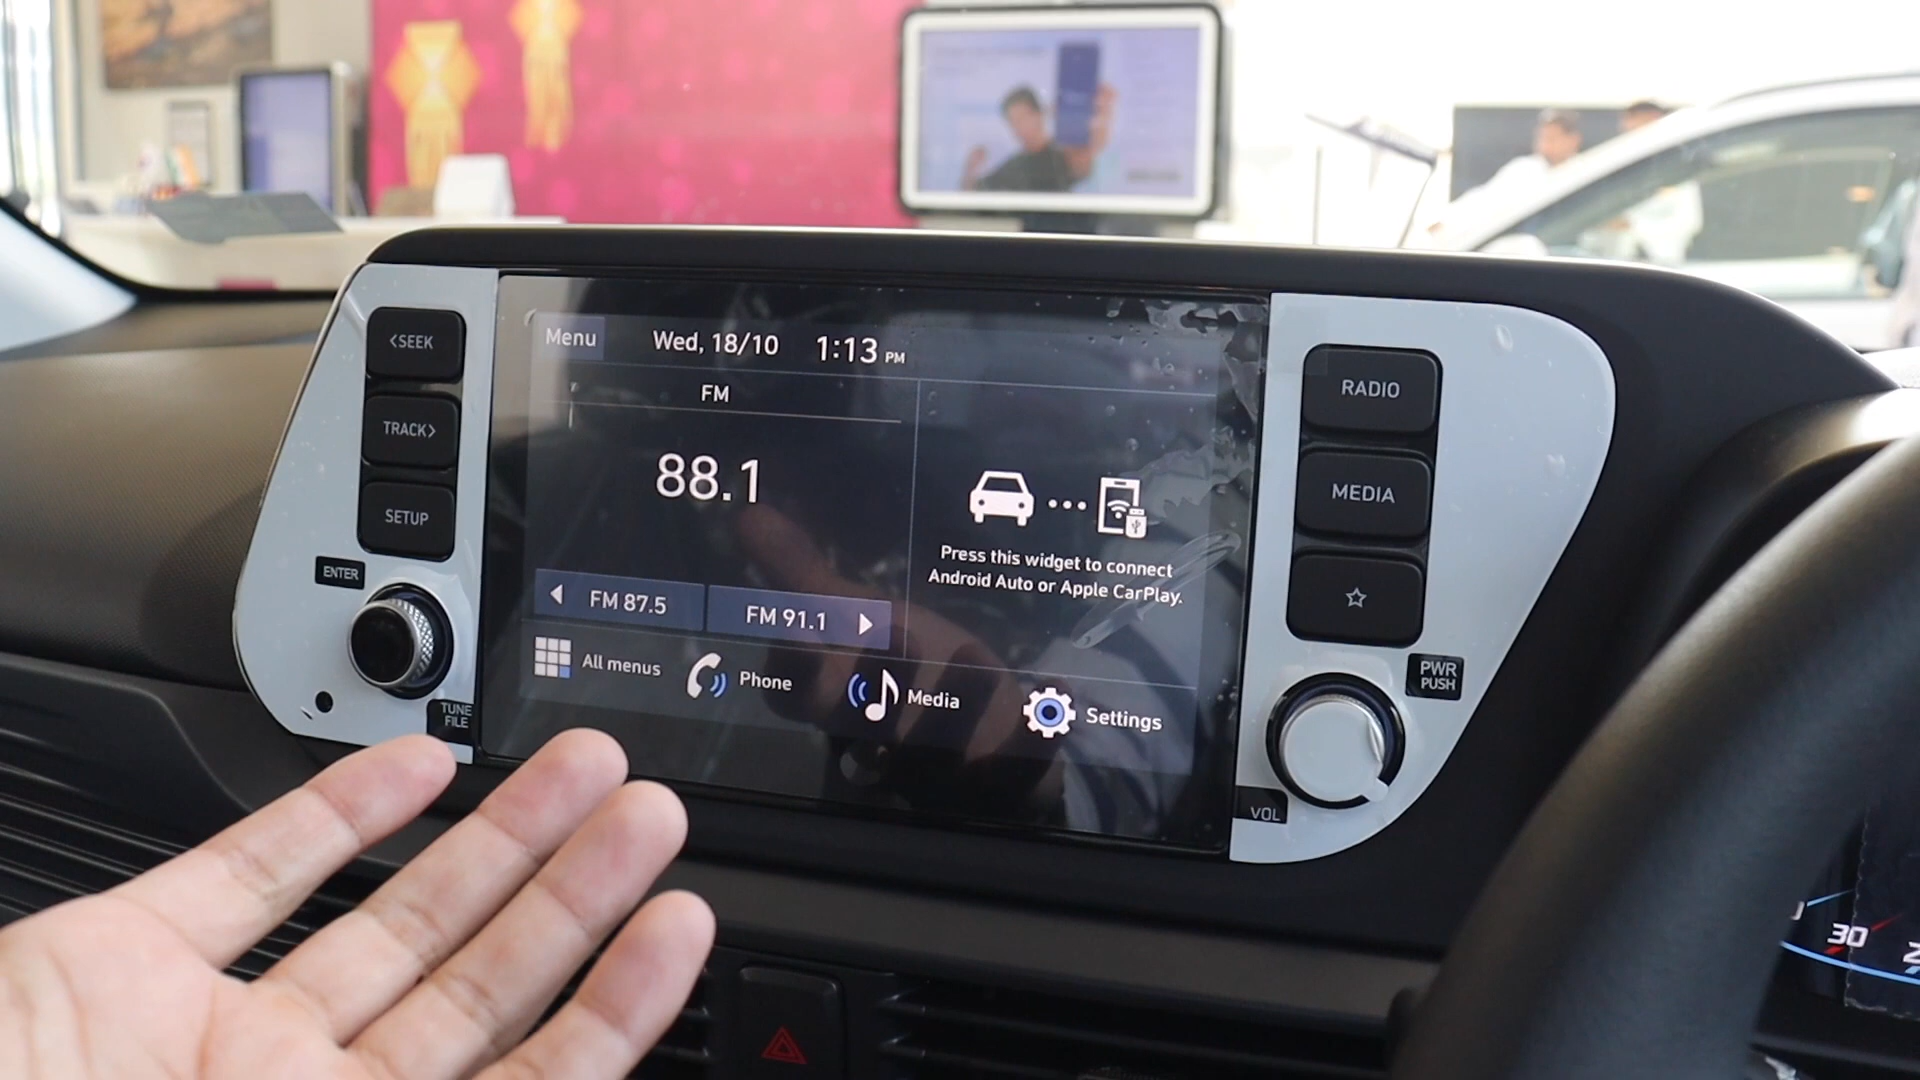 <SEEK
TRACK>
SETUP
ENTER
TUNE
FILE
Menu
Wed, 18/10
1:13 PM
FM
88.1
FM 87.5
FM 91.1
Press this widget to connect
Android Auto or Apple CarPlay.
All menus
Phone
Media
Settings
RADIO
MEDIA
PWR
PUSH
VOL
30